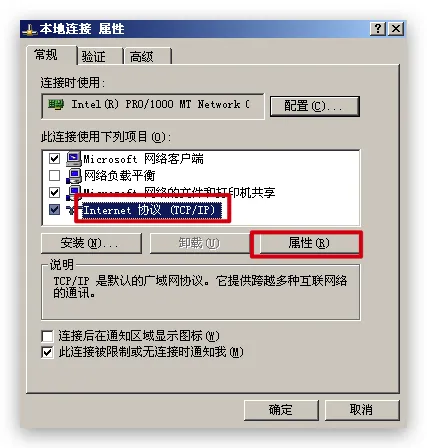 本地连接 属性
常规
验证
高级
连接时使用:
Intel(R) PRO/1000 MT Network C
配置(C)...
此连接使用下列项目(O):
Microsoft 网络客户端
网络负载平衡
Microsoft 网络的文件和打印机共享
Internet 协议 (TCP/IP)
安装(N)...
卸载(U)
属性(R)
说明
TCP/IP 是默认的广域网协议。它提供跨越多种互联网络
的通讯。
连接后在通知区域显示图标(W)
此连接被限制或无连接时通知我(M)
确定
取消